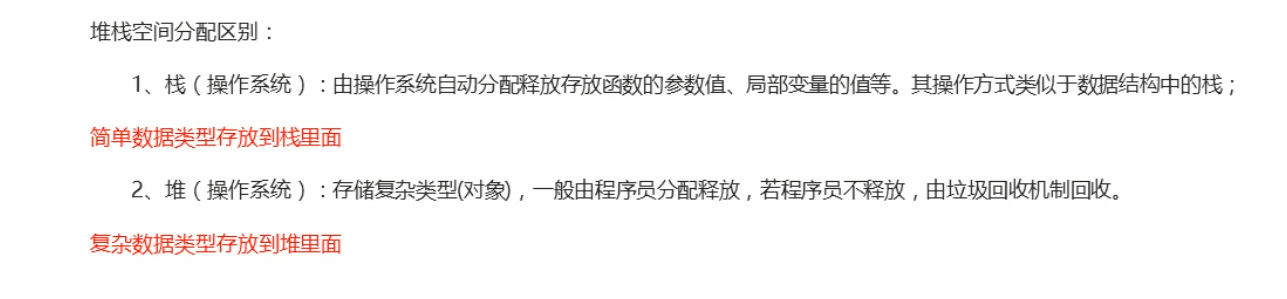 堆栈空间分配区别：
1、栈（操作系统）：由操作系统自动分配释放存放函数的参数值、局部变量的值等。其操作方式类似于数据结构中的栈；
简单数据类型存放到栈里面
2、堆（操作系统）：存储复杂类型(对象)，一般由程序员分配释放，若程序员不释放，由垃圾回收机制回收。
复杂数据类型存放到堆里面